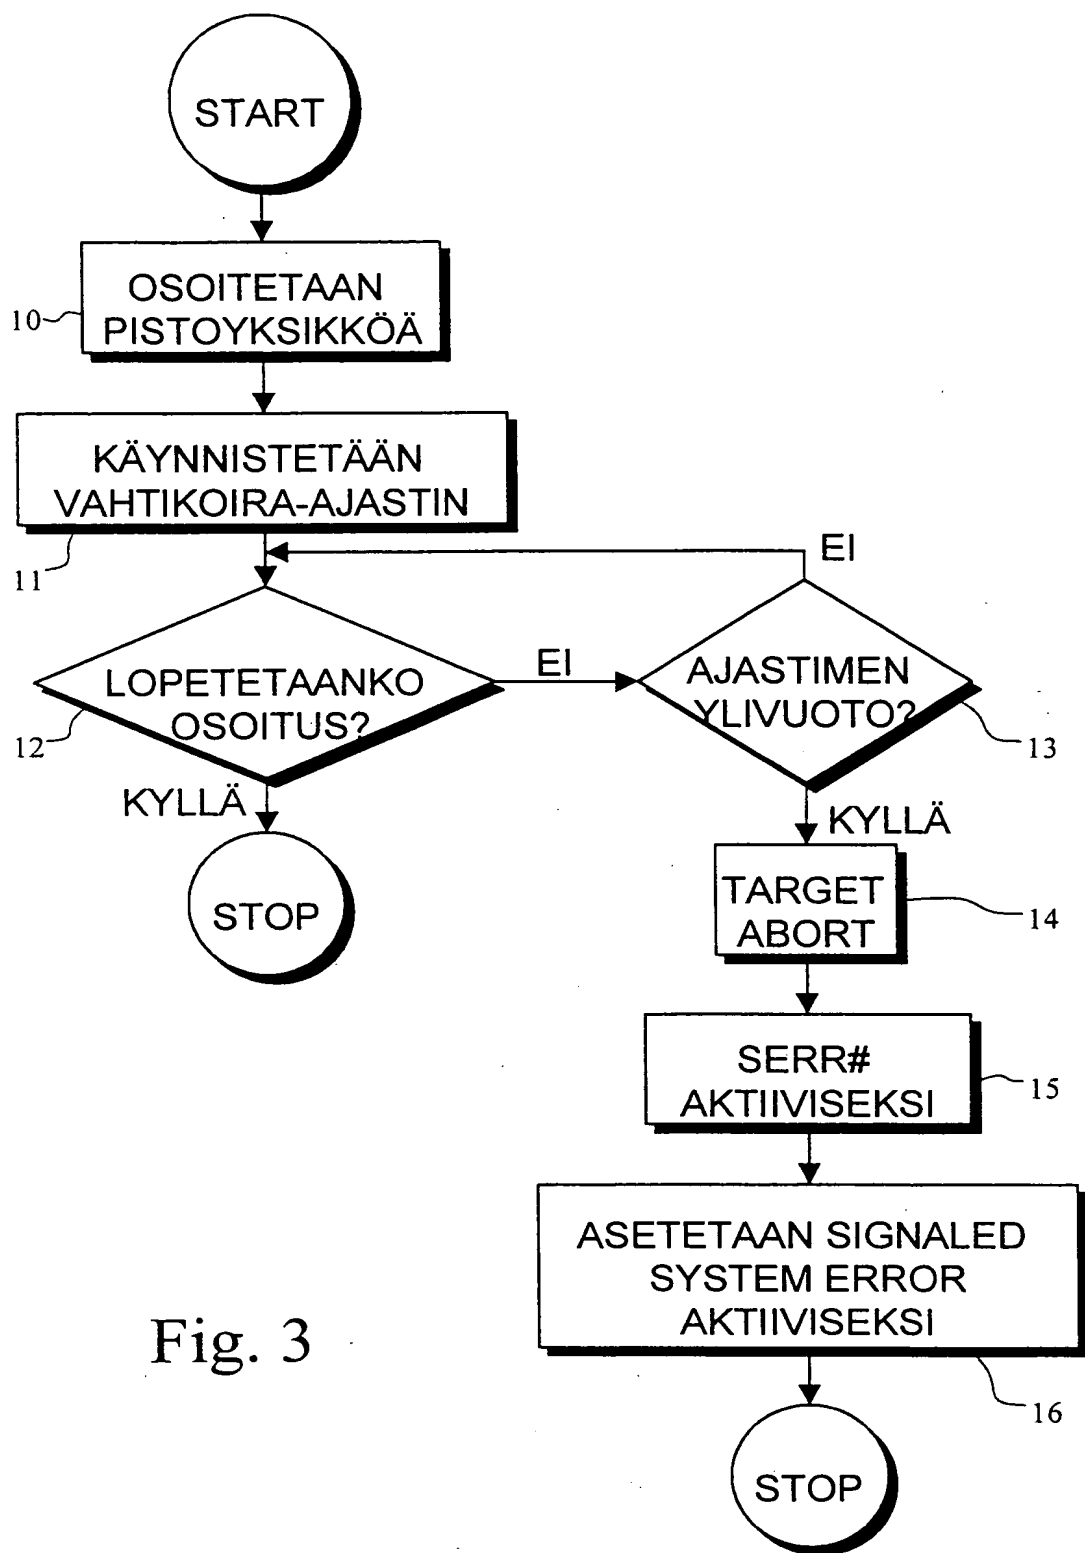 START
OSOITETAAN
PISTOYKSIKKÖÄ
10
KÄYNNISTETÄÄN
VAHTIKOIRA-AJASTIN
11
EI
LOPETETAANKO
OSOITUS?
12
EI
AJASTIMEN
YLIVUOTO?
13
KYLLÄ
STOP
KYLLÄ
TARGET
ABORT
14
SERR#
AKTIIVISEKSI
15
ASETETAAN SIGNALED
SYSTEM ERROR
AKTIIVISEKSI
16
STOP
Fig. 3